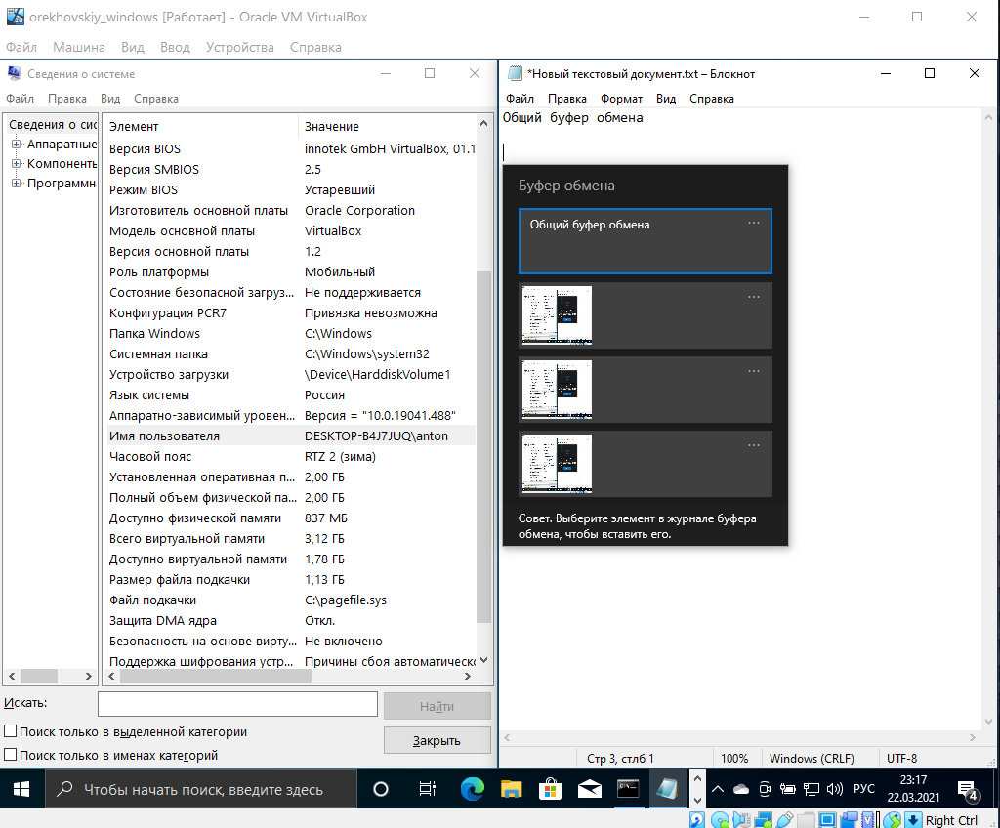 orekhovskiy_windows [Работает] - Oracle VM VirtualBox
Файл Машина Вид Ввод Устройства Справка
Сведения о системе
Файл Правка Вид Справка
Сведения о сис
Аппаратные
Компоненть
Программн
Элемент Значение
Версия BIOS innotek GmbH VirtualBox, 01.1
Версия SMBIOS 2.5
Режим BIOS Устаревший
Изготовитель основной платы Oracle Corporation
Модель основной платы VirtualBox
Версия основной платы 1.2
Роль платформы Мобильный
Состояние безопасной загруз... Не поддерживается
Конфигурация PCR7 Привязка невозможна
Папка Windows C:\Windows
Системная папка C:\Windows\system32
Устройство загрузки \Device\HarddiskVolume1
Язык системы Россия
Аппаратно-зависимый уровен... Версия = "10.0.19041.488"
Имя пользователя DESKTOP-B4J7JUQ\anton
Часовой пояс RTZ 2 (зима)
Установленная оперативная п... 2,00 ГБ
Полный объем физической па... 2,00 ГБ
Доступно физической памяти 837 МБ
Всего виртуальной памяти 3,12 ГБ
Доступно виртуальной памяти 1,78 ГБ
Размер файла подкачки 1,13 ГБ
Файл подкачки C:\pagefile.sys
Защита DMA ядра Откл.
Безопасность на основе вирту... Не включено
Поддержка шифрования устр... Причины сбоя автоматическо
Искать:
Найти
Поиск только в выделенной категории
Закрыть
Поиск только в именах категорий
*Новый текстовый документ.txt – Блокнот
Файл Правка Формат Вид Справка
Общий буфер обмена
Буфер обмена
Общий буфер обмена
Совет. Выберите элемент в журнале буфера
обмена, чтобы вставить его.
Стр 3, стлб 1 100% Windows (CRLF) UTF-8
Чтобы начать поиск, введите здесь
РУС
23:17
22.03.2021
4
Right Ctrl